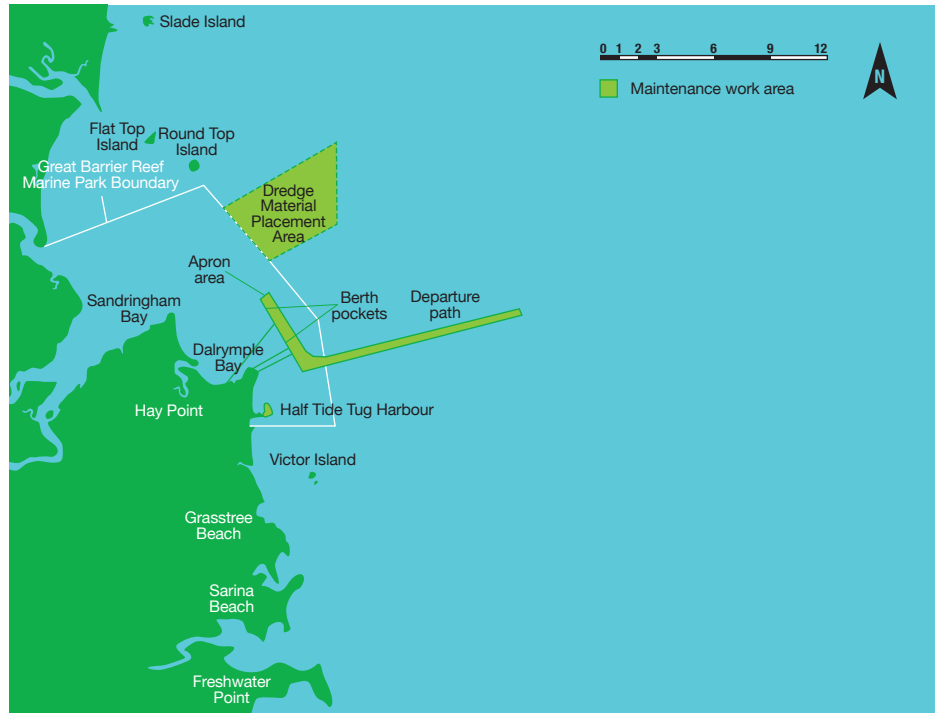 Slade Island
0 1 2 3 6 9 12
N
Maintenance work area
Flat Top
Island
Round Top
Island
Great Barrier Reef
Marine Park Boundary
Dredge
Material
Placement
Area
Apron
area
Berth
pockets
Departure
path
Sandringham
Bay
Dalrymple
Bay
Hay Point
Half Tide Tug Harbour
Victor Island
Grasstree
Beach
Sarina
Beach
Freshwater
Point